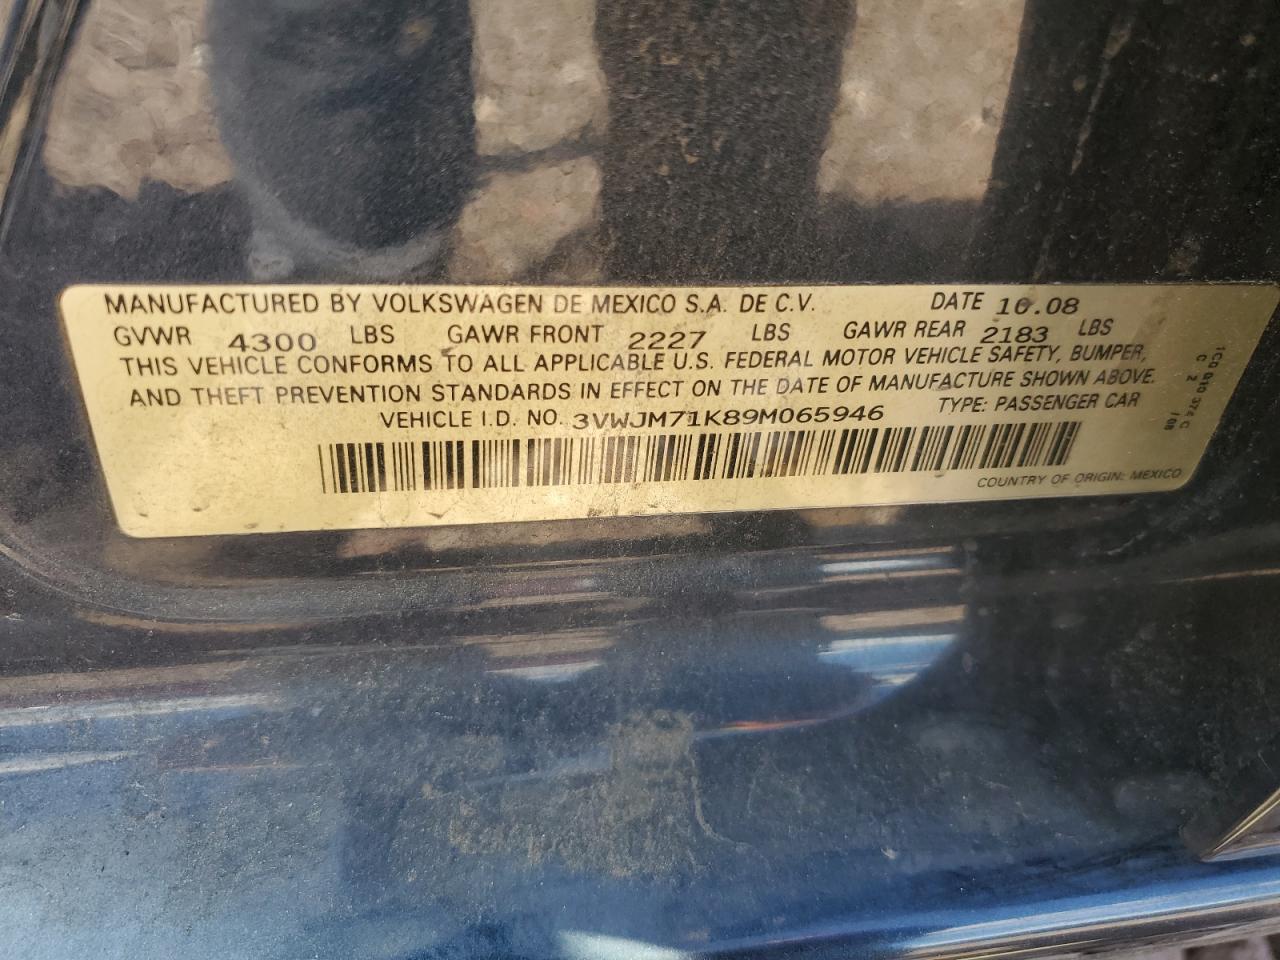 MANUFACTURED BY VOLKSWAGEN DE MEXICO S.A. DE C.V. DATE 10.08
GVWR 4300 LBS GAWR FRONT 2227 LBS GAWR REAR 2183 LBS
THIS VEHICLE CONFORMS TO ALL APPLICABLE U.S. FEDERAL MOTOR VEHICLE SAFETY, BUMPER,
AND THEFT PREVENTION STANDARDS IN EFFECT ON THE DATE OF MANUFACTURE SHOWN ABOVE.
VEHICLE I.D. NO. 3VWJM71K89M065946 TYPE: PASSENGER CAR
COUNTRY OF ORIGIN: MEXICO